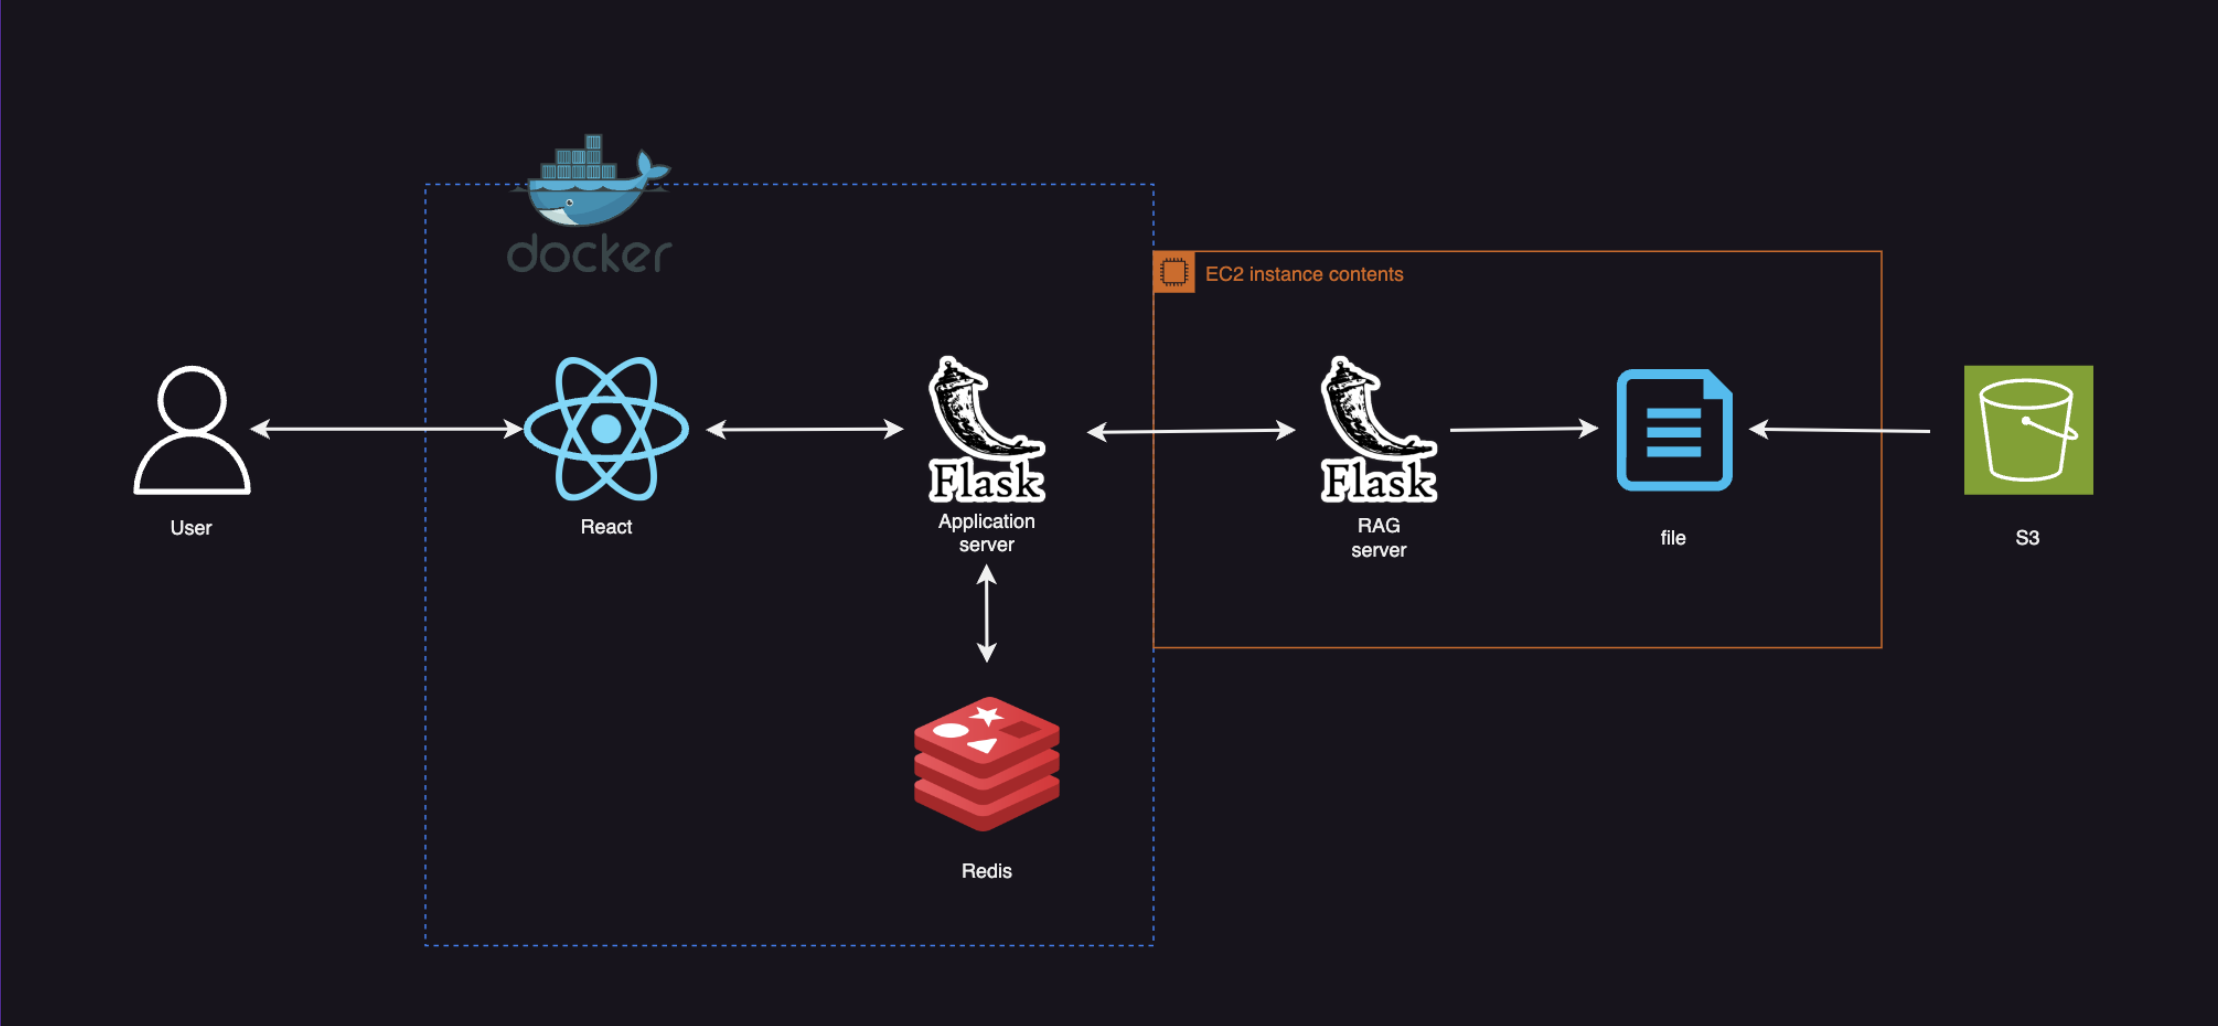 docker
EC2 instance contents
User
React
Flask
Application
server
Flask
RAG
server
file
S3
Redis